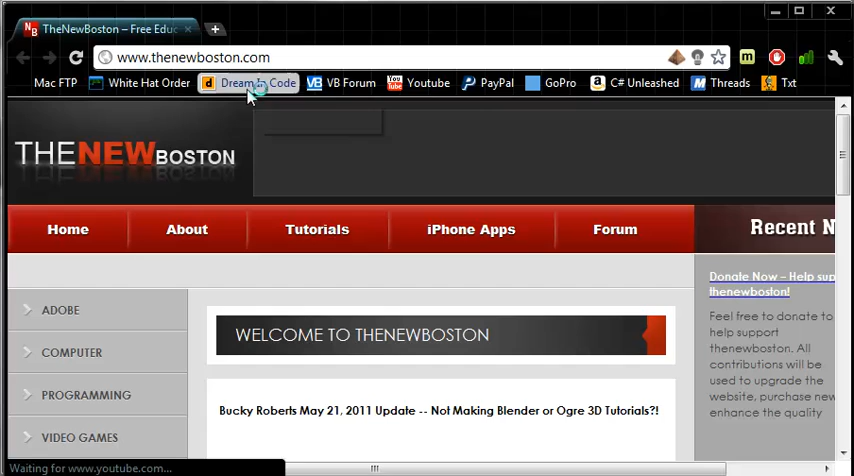 TheNewBoston – Free Educ
www.thenewboston.com
Mac FTP White Hat Order Dream In Code VB Forum Youtube PayPal GoPro C# Unleashed Threads Txt
THENEWBOSTON
Home About Tutorials iPhone Apps Forum
Recent N
Donate Now – Help sup
thenewboston!
Feel free to donate to
help support
thenewboston. All
contributions will be
used to upgrade the
website, purchase new
enhance the quality
ADOBE
COMPUTER
PROGRAMMING
VIDEO GAMES
WELCOME TO THENEWBOSTON
Bucky Roberts May 21, 2011 Update -- Not Making Blender or Ogre 3D Tutorials?!
Waiting for www.youtube.com...